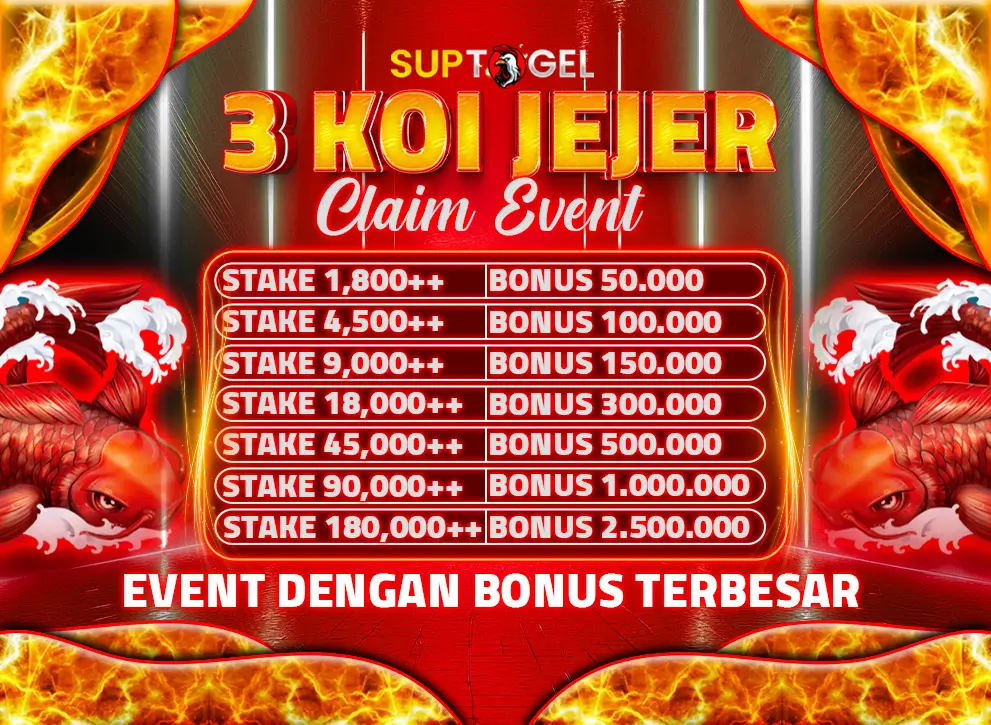 SUPTOGEL
3 KOI JEJER
Claim Event
STAKE 1,800++ BONUS 50.000
STAKE 4,500++ BONUS 100.000
STAKE 9,000++ BONUS 150.000
STAKE 18,000++ BONUS 300.000
STAKE 45,000++ BONUS 500.000
STAKE 90,000++ BONUS 1.000.000
STAKE 180,000++ BONUS 2.500.000
EVENT DENGAN BONUS TERBESAR